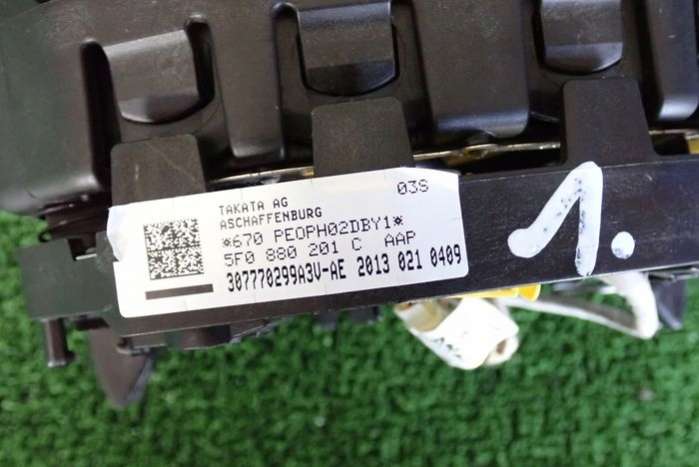 TAKATA AG 03S
ASCHAFFENBURG
*670 PEOPH02DBY1*
5F0 880 201 C AAP
307770299A3V-AE 2013 021 0409
1.